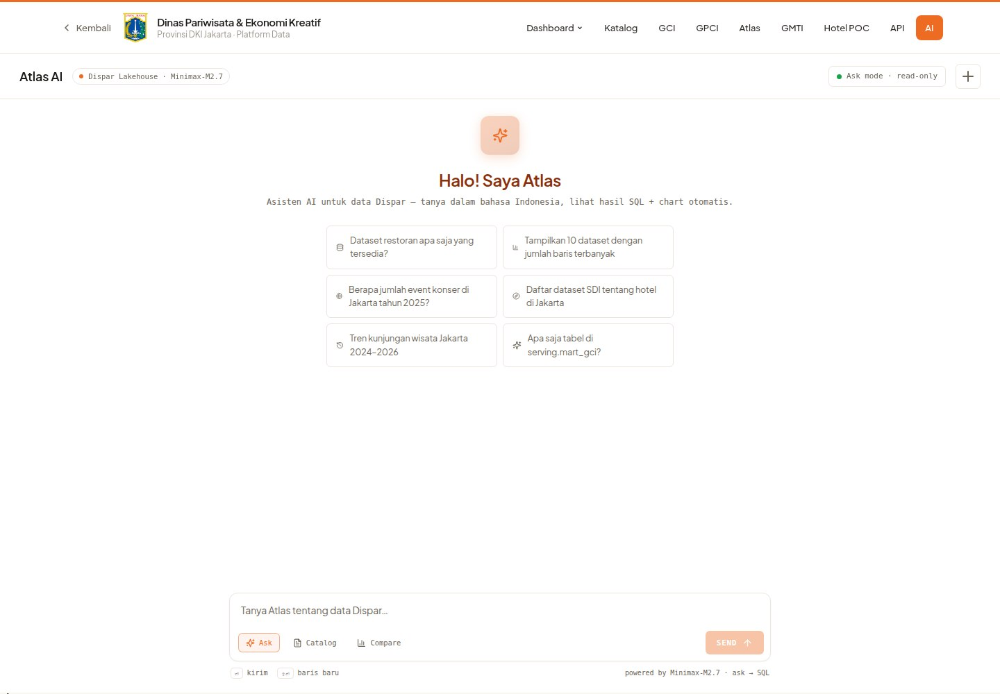 Kembali
JAYA RAYA
Dinas Pariwisata & Ekonomi Kreatif
Provinsi DKI Jakarta · Platform Data
Dashboard
Katalog
GCI
GPCI
Atlas
GMTI
Hotel POC
API
AI
Atlas AI
Dispar Lakehouse · Minimax-M2.7
Ask mode · read-only
Halo! Saya Atlas
Asisten AI untuk data Dispar — tanya dalam bahasa Indonesia, lihat hasil SQL + chart otomatis.
Dataset restoran apa saja yang
tersedia?
Tampilkan 10 dataset dengan
jumlah baris terbanyak
Berapa jumlah event konser di
Jakarta tahun 2025?
Daftar dataset SDI tentang hotel
di Jakarta
Tren kunjungan wisata Jakarta
2024–2026
Apa saja tabel di
serving.mart_gci?
Tanya Atlas tentang data Dispar…
Ask
Catalog
Compare
SEND
⏎ kirim
⇧⏎ baris baru
powered by Minimax-M2.7 · ask → SQL